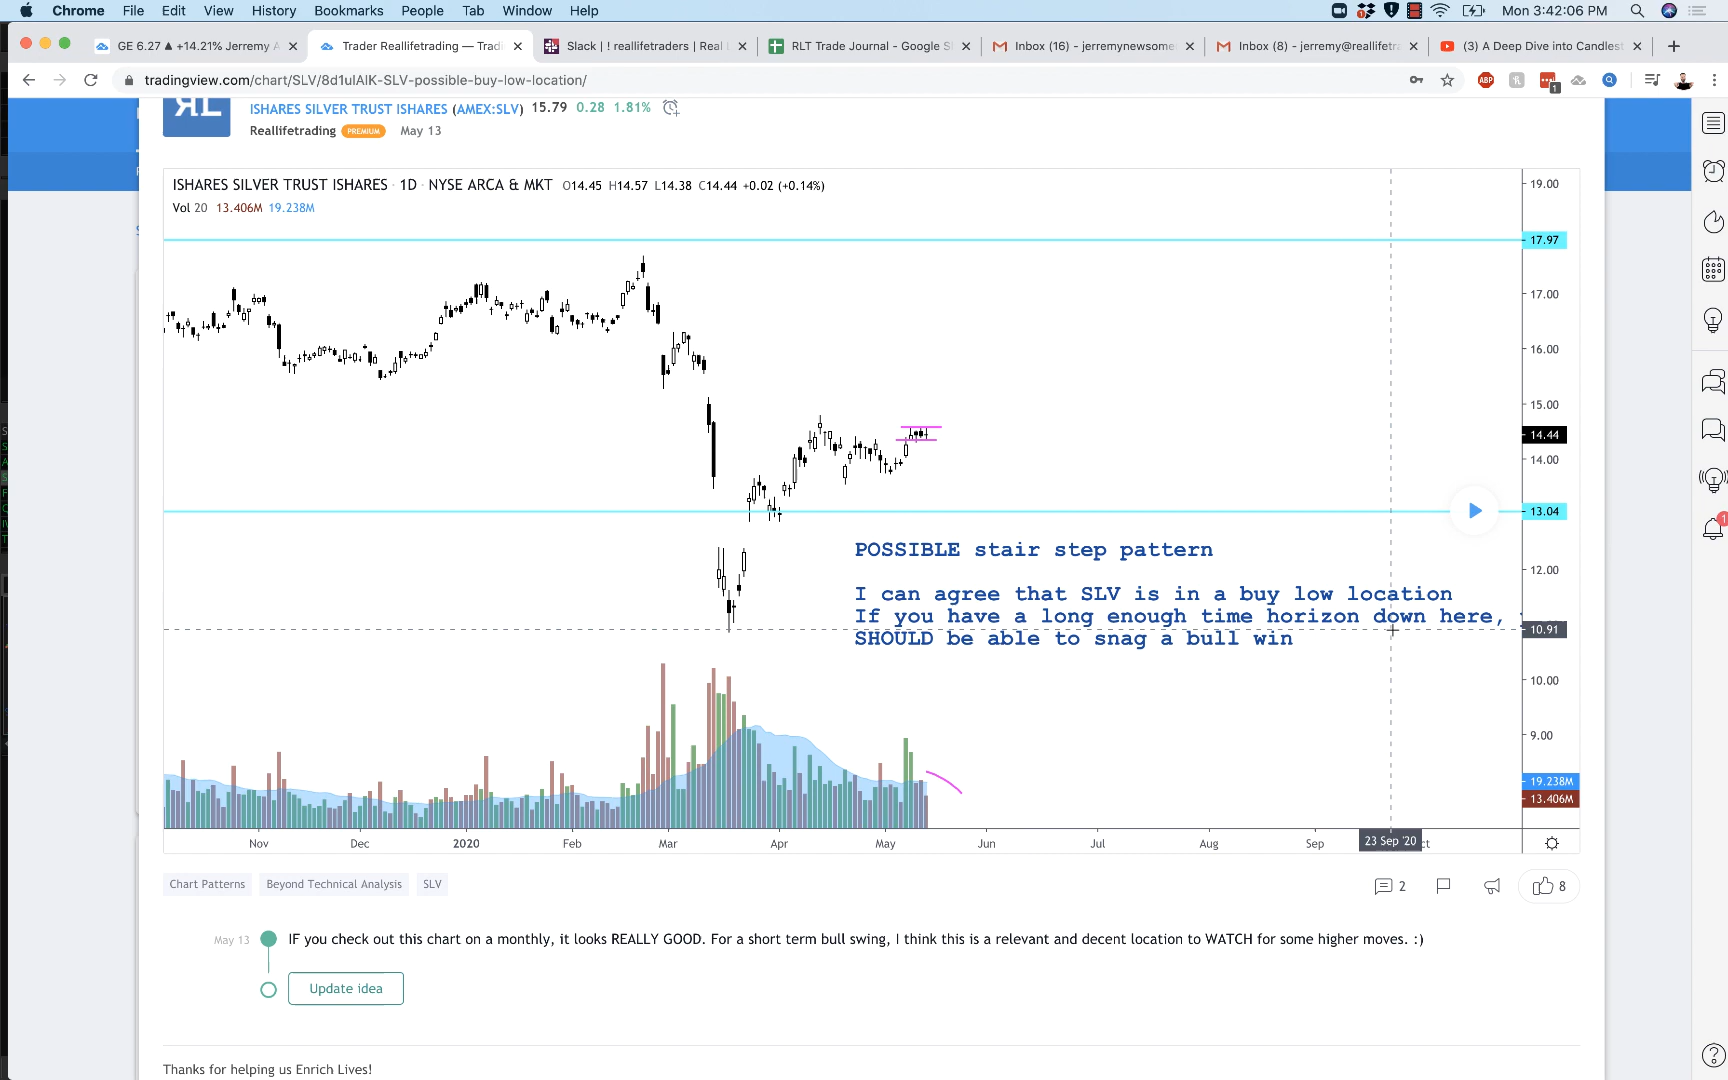 Chrome File Edit View History Bookmarks People Tab Window Help Mon 3:42:06 PM
GE 6.27 ▲ +14.21% Jerremy A Trader Reallifetrading — Tradi Slack | ! reallifetraders | Real L RLT Trade Journal - Google S Inbox (16) - jerremynewsome Inbox (8) - jeremy@reallifetra (3) A Deep Dive into Candlest
tradingview.com/chart/SLV/8d1uIAlK-SLV-possible-buy-low-location/
ABP
1
RL
ISHARES SILVER TRUST ISHARES (AMEX:SLV) 15.79 0.28 1.81%
Reallifetrading PREMIUM May 13
ISHARES SILVER TRUST ISHARES · 1D · NYSE ARCA & MKT O14.45 H14.57 L14.38 C14.44 +0.02 (+0.14%)
Vol 20 13.406M 19.238M
19.00
17.97
17.00
16.00
15.00
14.44
14.00
13.04
12.00
10.91
10.00
9.00
19.238M
13.406M
POSSIBLE stair step pattern
I can agree that SLV is in a buy low location
If you have a long enough time horizon down here,
SHOULD be able to snag a bull win
Nov Dec 2020 Feb Mar Apr May Jun Jul Aug Sep 23 Sep '20 ct
Chart Patterns Beyond Technical Analysis SLV 2 8
May 13 IF you check out this chart on a monthly, it looks REALLY GOOD. For a short term bull swing, I think this is a relevant and decent location to WATCH for some higher moves. :)
Update idea
Thanks for helping us Enrich Lives!